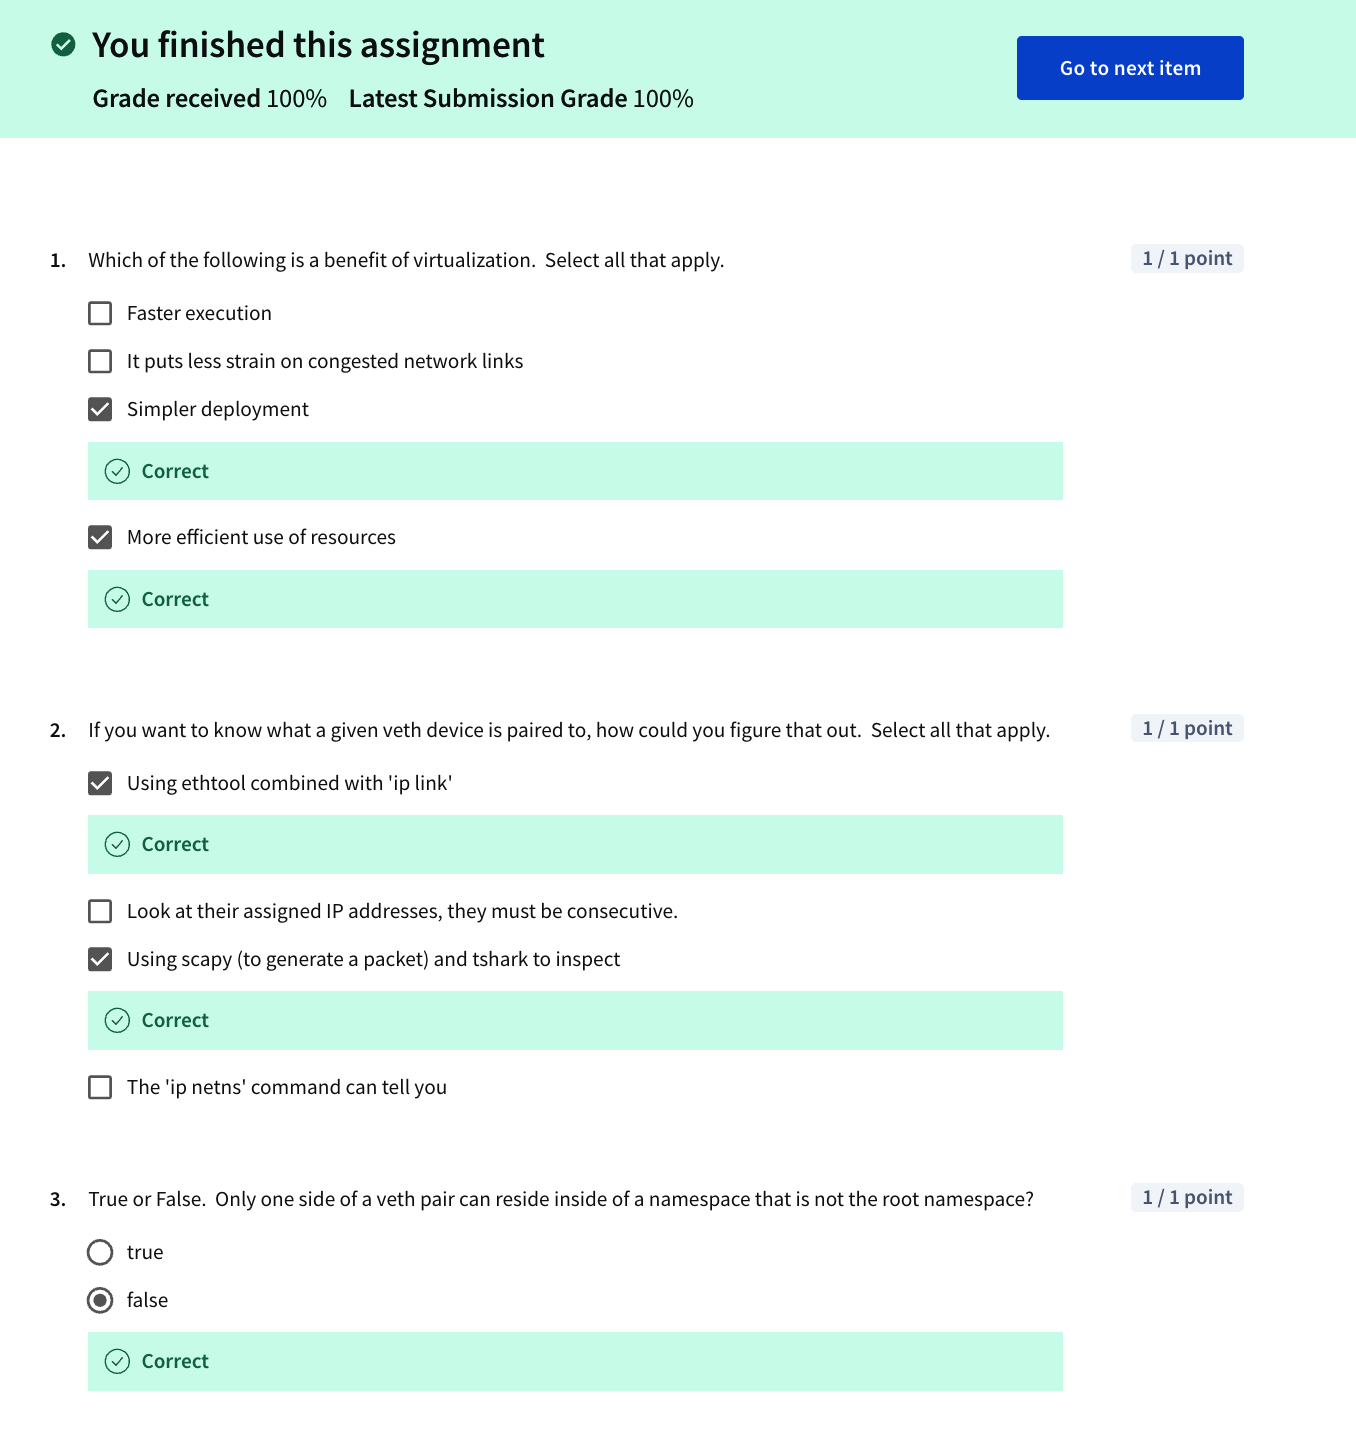 You finished this assignment
Grade received 100% Latest Submission Grade 100%
Go to next item
1. Which of the following is a benefit of virtualization. Select all that apply.
1 / 1 point
Faster execution
It puts less strain on congested network links
Simpler deployment
Correct
More efficient use of resources
Correct
2. If you want to know what a given veth device is paired to, how could you figure that out. Select all that apply.
1 / 1 point
Using ethtool combined with 'ip link'
Correct
Look at their assigned IP addresses, they must be consecutive.
Using scapy (to generate a packet) and tshark to inspect
Correct
The 'ip netns' command can tell you
3. True or False. Only one side of a veth pair can reside inside of a namespace that is not the root namespace?
1 / 1 point
true
false
Correct